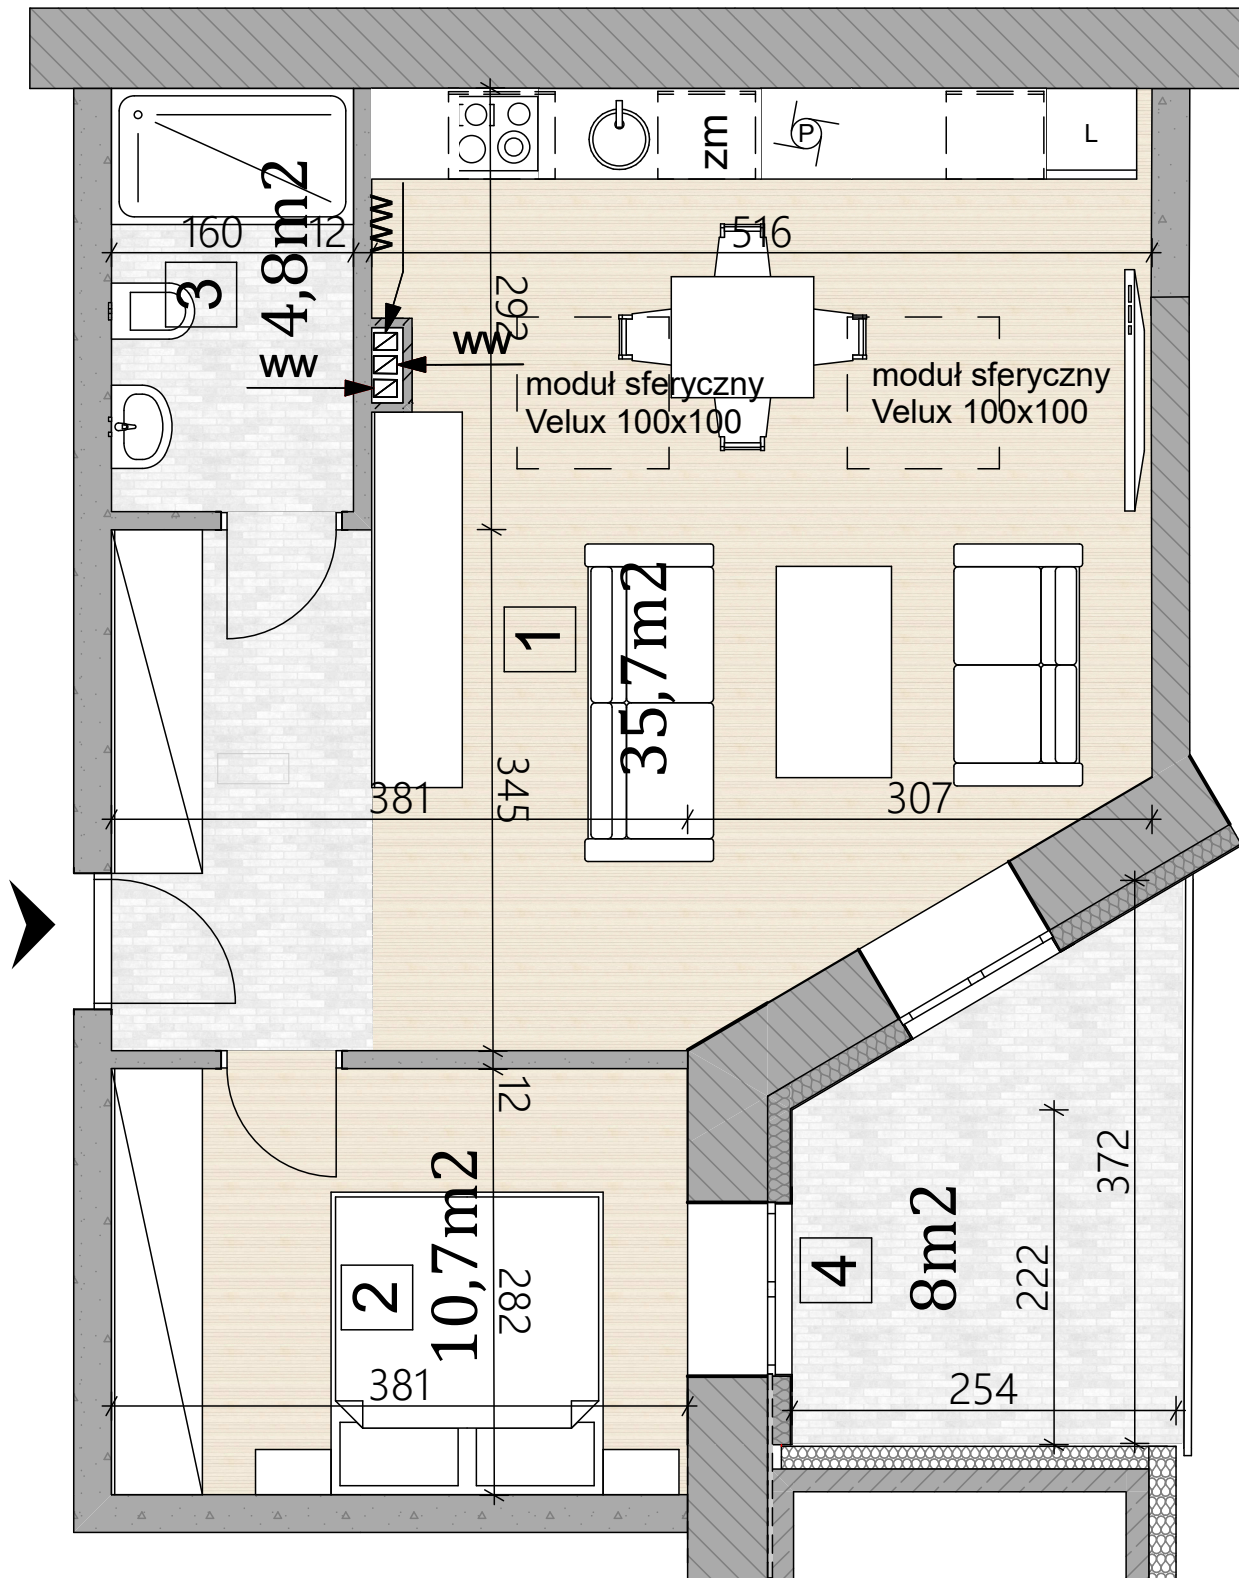 zm
P
L
160
12
516
ww
3
4,8m2
292
ww
ww
moduł sferyczny
Velux 100x100
moduł sferyczny
Velux 100x100
1
35,7m2
381
345
307
12
2
10,7m2
282
381
4
8m2
372
222
254